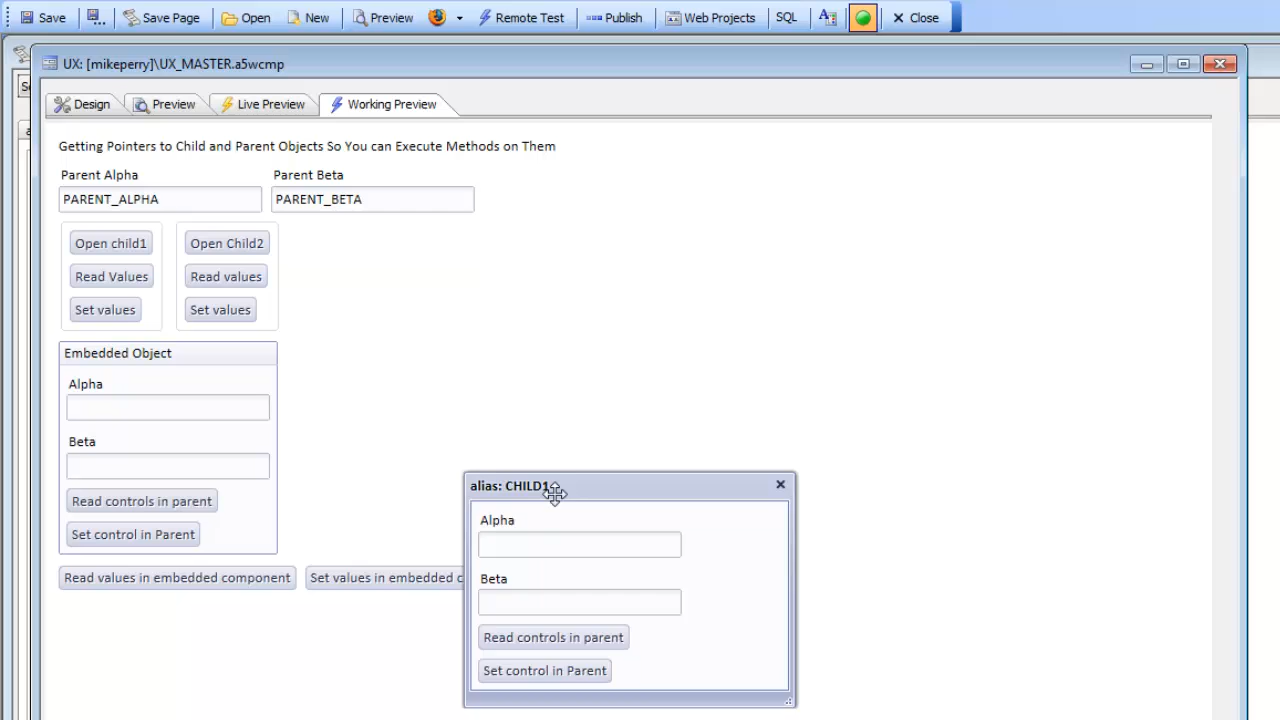 Save Save Page Open New Preview Remote Test Publish Web Projects SQL Close
UX: [mikeperry]\UX_MASTER.a5wcmp
Design Preview Live Preview Working Preview
Getting Pointers to Child and Parent Objects So You can Execute Methods on Them
Parent Alpha Parent Beta
PARENT_ALPHA PARENT_BETA
Open child1 Open Child2
Read Values Read values
Set values Set values
Embedded Object
Alpha
Beta
Read controls in parent
Set control in Parent
Read values in embedded component Set values in embedded c
alias: CHILD1
Alpha
Beta
Read controls in parent
Set control in Parent